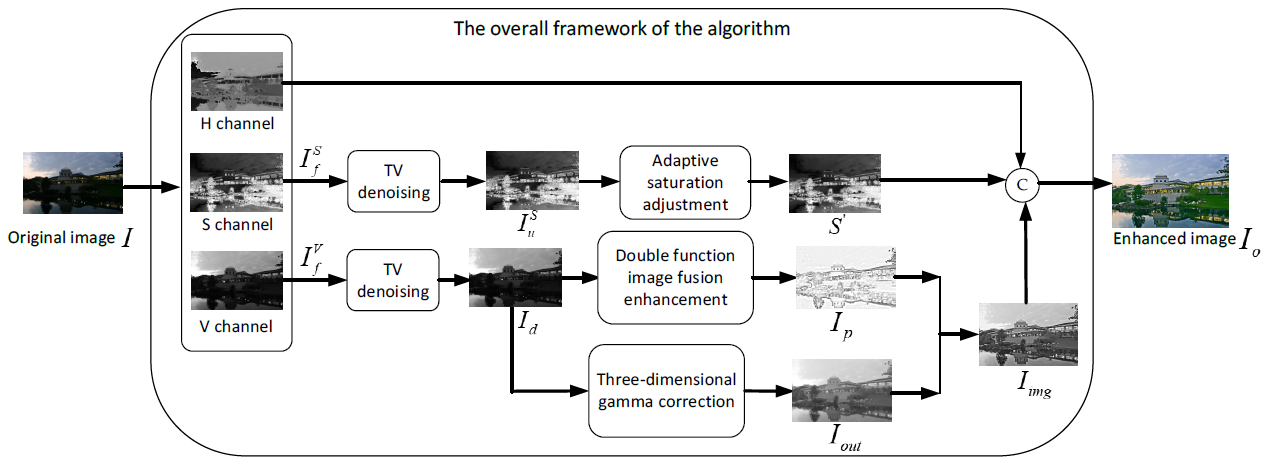 The overall framework of the algorithm
H channel
I_f^S
TV
denoising
I_u^S
Adaptive
saturation
adjustment
S'
C
S channel
Original image I
Enhanced image I_o
I_f^V
TV
denoising
I_d
Double function
image fusion
enhancement
I_p
V channel
Three-dimensional
gamma correction
I_out
I_img